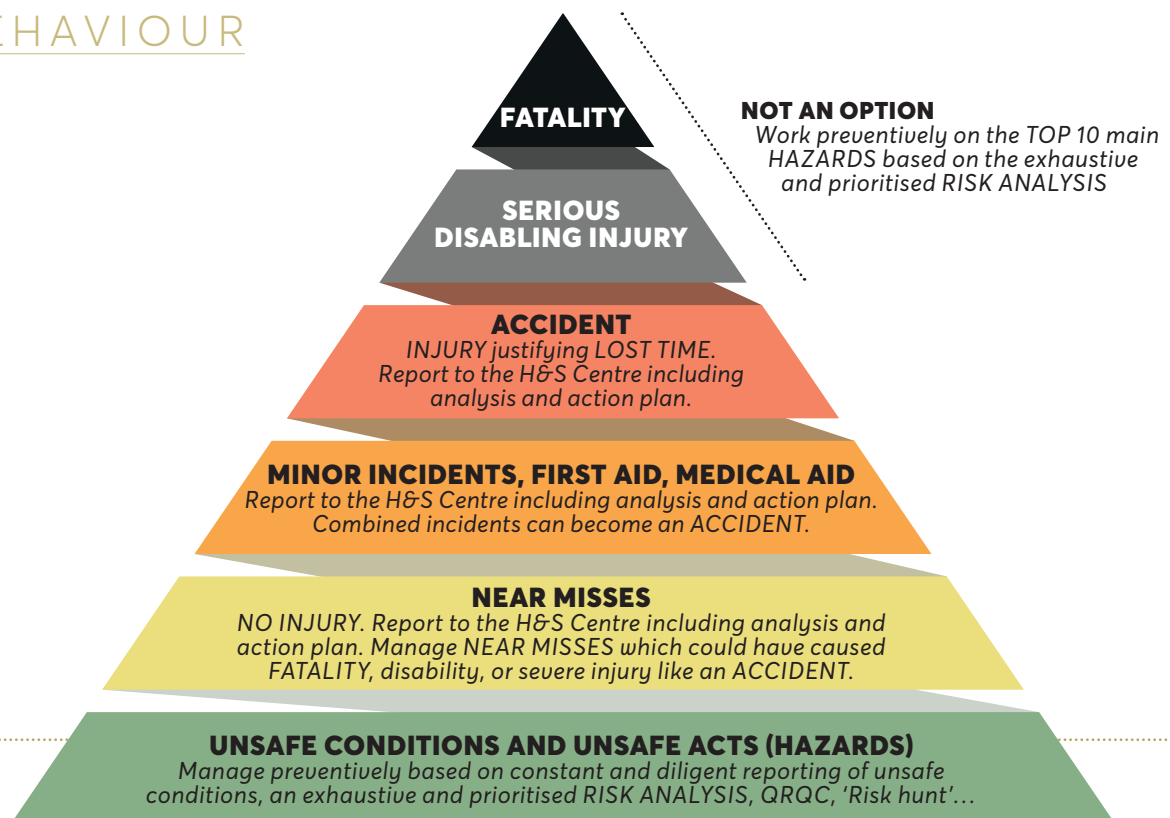 EHAVIOUR
FATALITY
NOT AN OPTION
Work preventively on the TOP 10 main
HAZARDS based on the exhaustive
and prioritised RISK ANALYSIS
SERIOUS
DISABLING INJURY
ACCIDENT
INJURY justifying LOST TIME.
Report to the H&S Centre including
analysis and action plan.
MINOR INCIDENTS, FIRST AID, MEDICAL AID
Report to the H&S Centre including analysis and action plan.
Combined incidents can become an ACCIDENT.
NEAR MISSES
NO INJURY. Report to the H&S Centre including analysis and
action plan. Manage NEAR MISSES which could have caused
FATALITY, disability, or severe injury like an ACCIDENT.
UNSAFE CONDITIONS AND UNSAFE ACTS (HAZARDS)
Manage preventively based on constant and diligent reporting of unsafe
conditions, an exhaustive and prioritised RISK ANALYSIS, QRQC, ‘Risk hunt’…